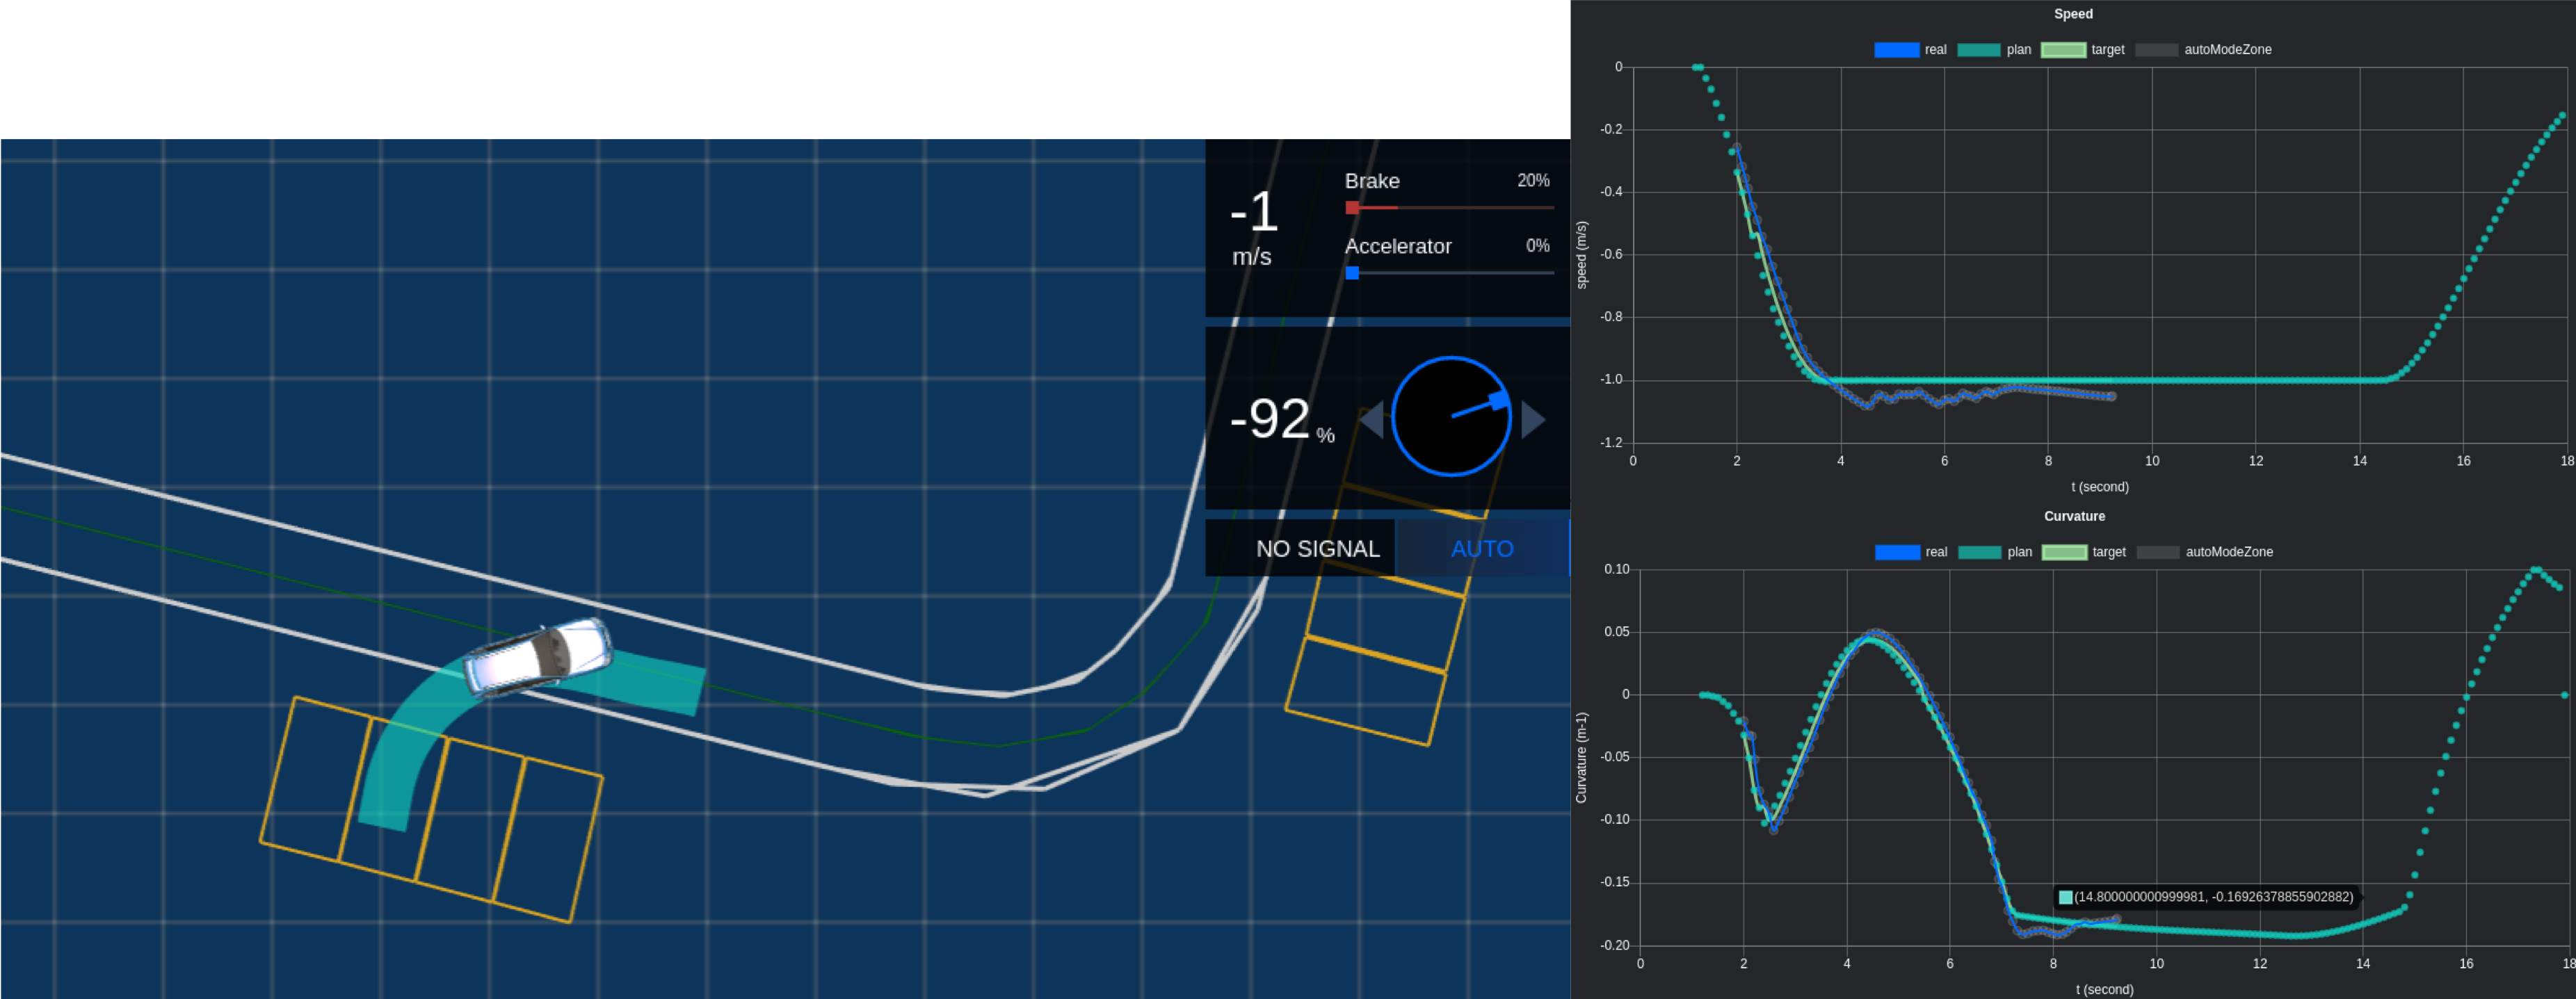 -1
m/s
Brake 20%
Accelerator 0%
-92 %
NO SIGNAL AUTO
Speed
real plan target autoModeZone
speed (m/s)
0
-0.2
-0.4
-0.6
-0.8
-1.0
-1.2
0 2 4 6 8 10 12 14 16 18
t (second)
Curvature
real plan target autoModeZone
Curvature (m-1)
0.10
0.05
0
-0.05
-0.10
-0.15
-0.20
(14.800000000999981, -0.16926378855902882)
0 2 4 6 8 10 12 14 16 18
t (second)